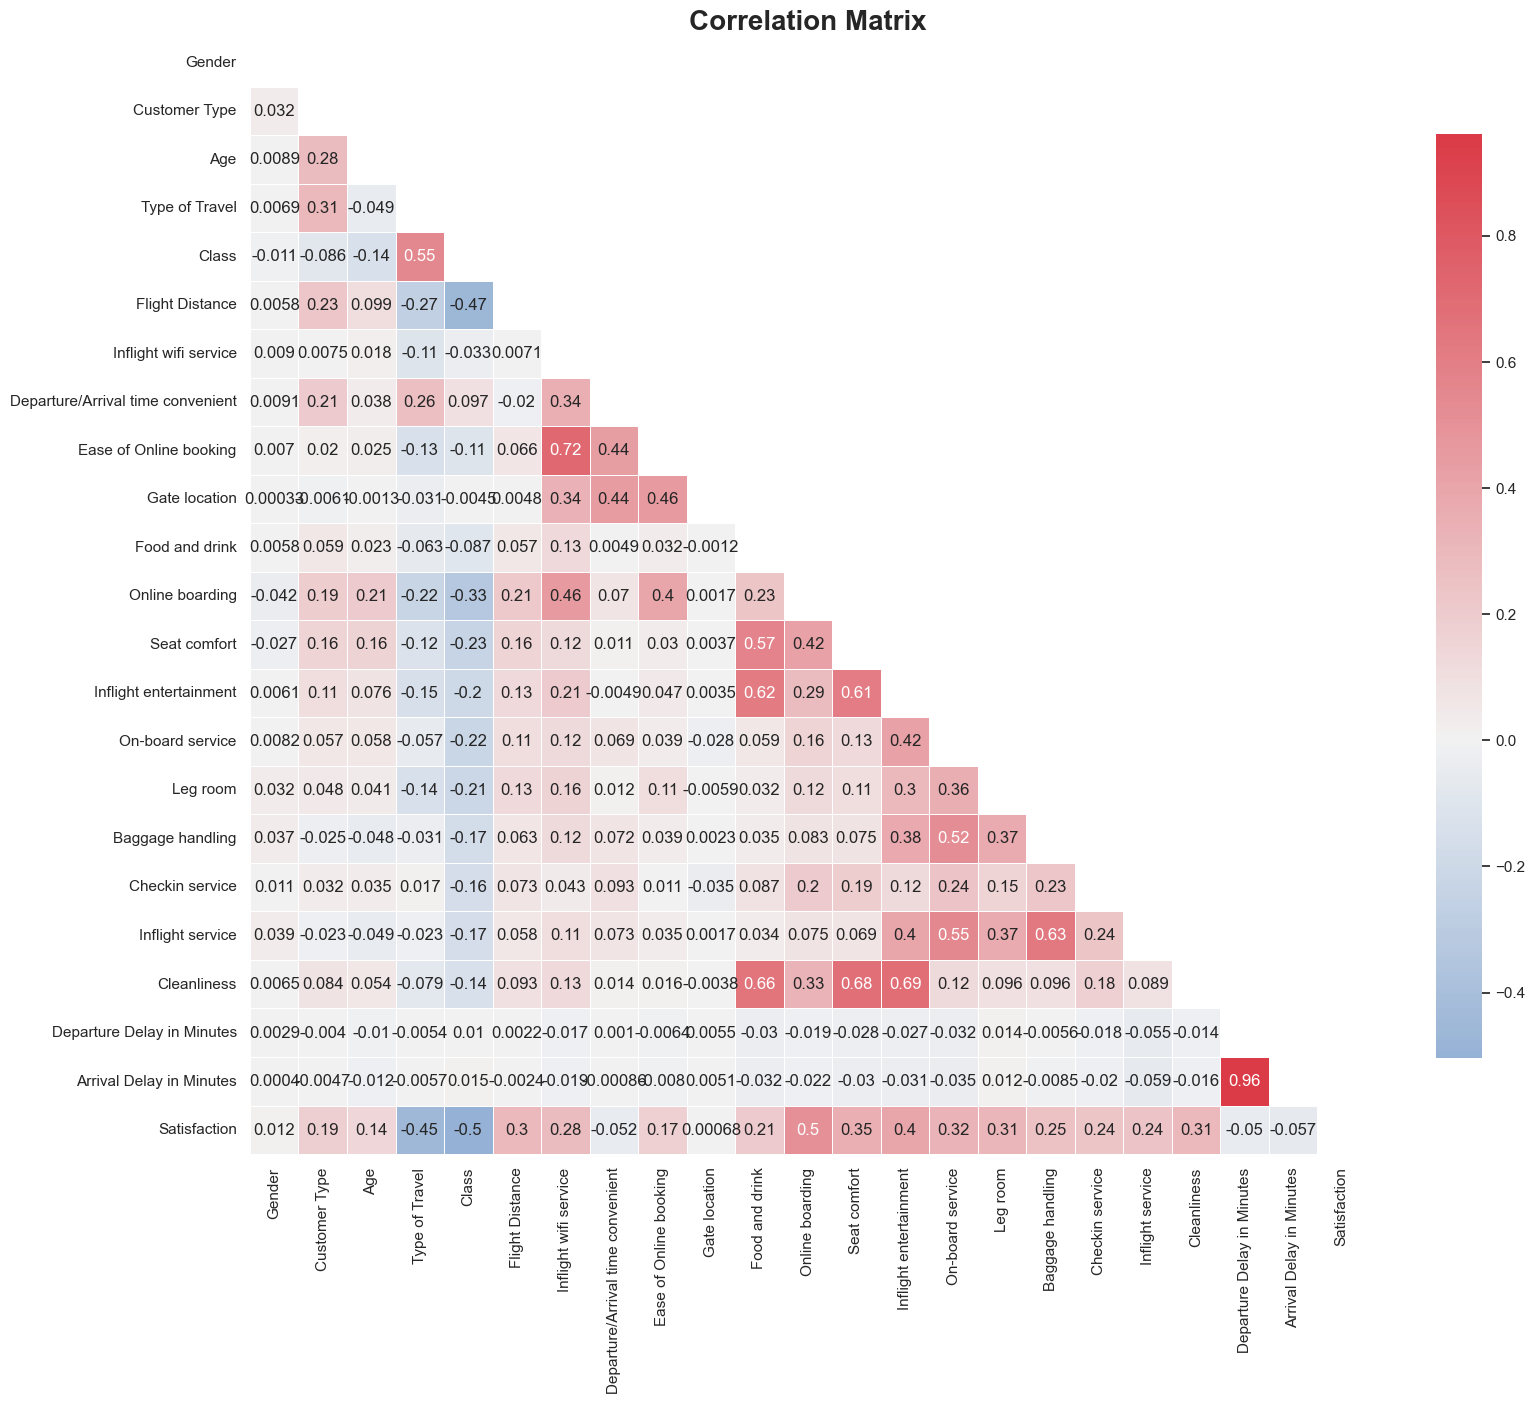 Correlation Matrix
Gender
Customer Type 0.032
Age 0.0089 0.28
Type of Travel 0.0069 0.31 -0.049
Class -0.011 -0.086 -0.14 0.55
Flight Distance 0.0058 0.23 0.099 -0.27 -0.47
Inflight wifi service 0.009 0.0075 0.018 -0.11 -0.033 0.0071
Departure/Arrival time convenient 0.0091 0.21 0.038 0.26 0.097 -0.02 0.34
Ease of Online booking 0.007 0.02 0.025 -0.13 -0.11 0.066 0.72 0.44
Gate location 0.00033 -0.0061 -0.0013 -0.031 -0.0045 0.0048 0.34 0.44 0.46
Food and drink 0.0058 0.059 0.023 -0.063 -0.087 0.057 0.13 0.0049 0.032 -0.0012
Online boarding -0.042 0.19 0.21 -0.22 -0.33 0.21 0.46 0.07 0.4 0.0017 0.23
Seat comfort -0.027 0.16 0.16 -0.12 -0.23 0.16 0.12 0.011 0.03 0.0037 0.57 0.42
Inflight entertainment 0.0061 0.11 0.076 -0.15 -0.2 0.13 0.21 -0.0049 0.047 0.0035 0.62 0.29 0.61
On-board service 0.0082 0.057 0.058 -0.057 -0.22 0.11 0.12 0.069 0.039 -0.028 0.059 0.16 0.13 0.42
Leg room 0.032 0.048 0.041 -0.14 -0.21 0.13 0.16 0.012 0.11 -0.0059 0.032 0.12 0.11 0.3 0.36
Baggage handling 0.037 -0.025 -0.048 -0.031 -0.17 0.063 0.12 0.072 0.039 0.0023 0.035 0.083 0.075 0.38 0.52 0.37
Checkin service 0.011 0.032 0.035 0.017 -0.16 0.073 0.043 0.093 0.011 -0.035 0.087 0.2 0.19 0.12 0.24 0.15 0.23
Inflight service 0.039 -0.023 -0.049 -0.023 -0.17 0.058 0.11 0.073 0.035 0.0017 0.034 0.075 0.069 0.4 0.55 0.37 0.63 0.24
Cleanliness 0.0065 0.084 0.054 -0.079 -0.14 0.093 0.13 0.014 0.016 -0.0038 0.66 0.33 0.68 0.69 0.12 0.096 0.096 0.18 0.089
Departure Delay in Minutes 0.0029 -0.004 -0.01 -0.0054 0.01 0.0022 -0.017 0.001 -0.0064 0.0055 -0.03 -0.019 -0.028 -0.027 -0.032 0.014 -0.0056 -0.018 -0.055 -0.014
Arrival Delay in Minutes 0.0004 -0.0047 -0.012 -0.0057 0.015 -0.0024 -0.019 -0.00086 -0.008 0.0051 -0.032 -0.022 -0.03 -0.031 -0.035 0.012 -0.0085 -0.02 -0.059 -0.016 0.96
Satisfaction 0.012 0.19 0.14 -0.45 -0.5 0.3 0.28 -0.052 0.17 0.00068 0.21 0.5 0.35 0.4 0.32 0.31 0.25 0.24 0.24 0.31 -0.05 -0.057
Gender
Customer Type
Age
Type of Travel
Class
Flight Distance
Inflight wifi service
Departure/Arrival time convenient
Ease of Online booking
Gate location
Food and drink
Online boarding
Seat comfort
Inflight entertainment
On-board service
Leg room
Baggage handling
Checkin service
Inflight service
Cleanliness
Departure Delay in Minutes
Arrival Delay in Minutes
Satisfaction
0.8
0.6
0.4
0.2
0.0
−0.2
−0.4